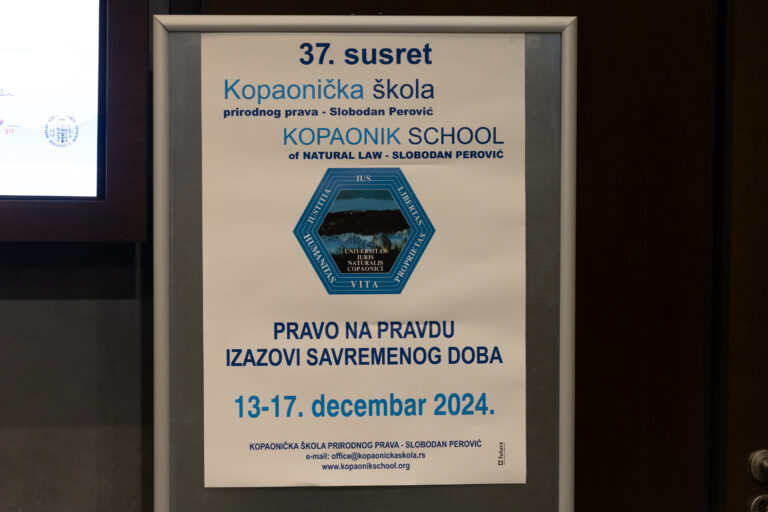 37. susret
Kopaonička škola
prirodnog prava - Slobodan Perović
KOPAONIK SCHOOL
of NATURAL LAW - SLOBODAN PEROVIĆ
IUS
IUSTITIA
LIBERTAS
HUMANITAS
PROPRIETAS
VITA
UNIVERSITAS
IURIS
NATURALIS
COPAONICI
PRAVO NA PRAVDU
IZAZOVI SAVREMENOG DOBA
13-17. decembar 2024.
KOPAONIČKA ŠKOLA PRIRODNOG PRAVA - SLOBODAN PEROVIĆ
e-mail: office@kopaonickaskola.rs
www.kopaonikschool.org
futura